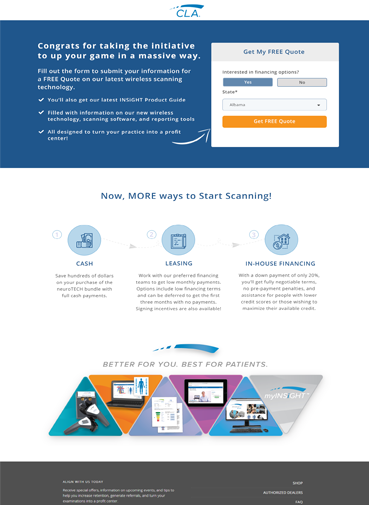 CLA.
Congrats for taking the initiative
to up your game in a massive way.
Fill out the form to submit your information for
a FREE Quote on our latest wireless scanning
technology.
You'll also get our latest INSiGHT Product Guide
Filled with information on our new wireless
technology, scanning software, and reporting tools
All designed to turn your practice into a profit
center!
Get My FREE Quote
Interested in financing options?
Yes
No
State*
Albama
Get FREE Quote
Now, MORE ways to Start Scanning!
1
2
3
CASH
Save hundreds of dollars
on your purchase of the
neuroTECH bundle with
full cash payments.
LEASING
Work with our preferred financing
teams to get low monthly payments.
Options include low financing terms
and can be deferred to get the first
three months with no payments.
Signing incentives are also available!
IN-HOUSE FINANCING
With a down payment of only 20%,
you'll get fully negotiable terms,
no pre-payment penalties, and
assistance for people with lower
credit scores or those wishing to
maximize their available credit.
BETTER FOR YOU. BEST FOR PATIENTS.
myINSiGHT
ALIGN WITH US TODAY
Receive special offers, information on upcoming events, and tips to
help you increase retention, generate referrals, and turn your
examinations into a profit center.
SHOP
AUTHORIZED DEALERS
FAQ